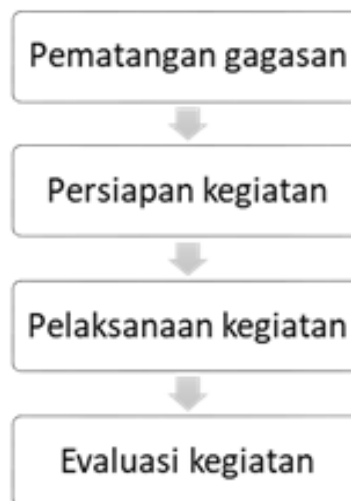 Pematangan gagasan
Persiapan kegiatan
Pelaksanaan kegiatan
Evaluasi kegiatan